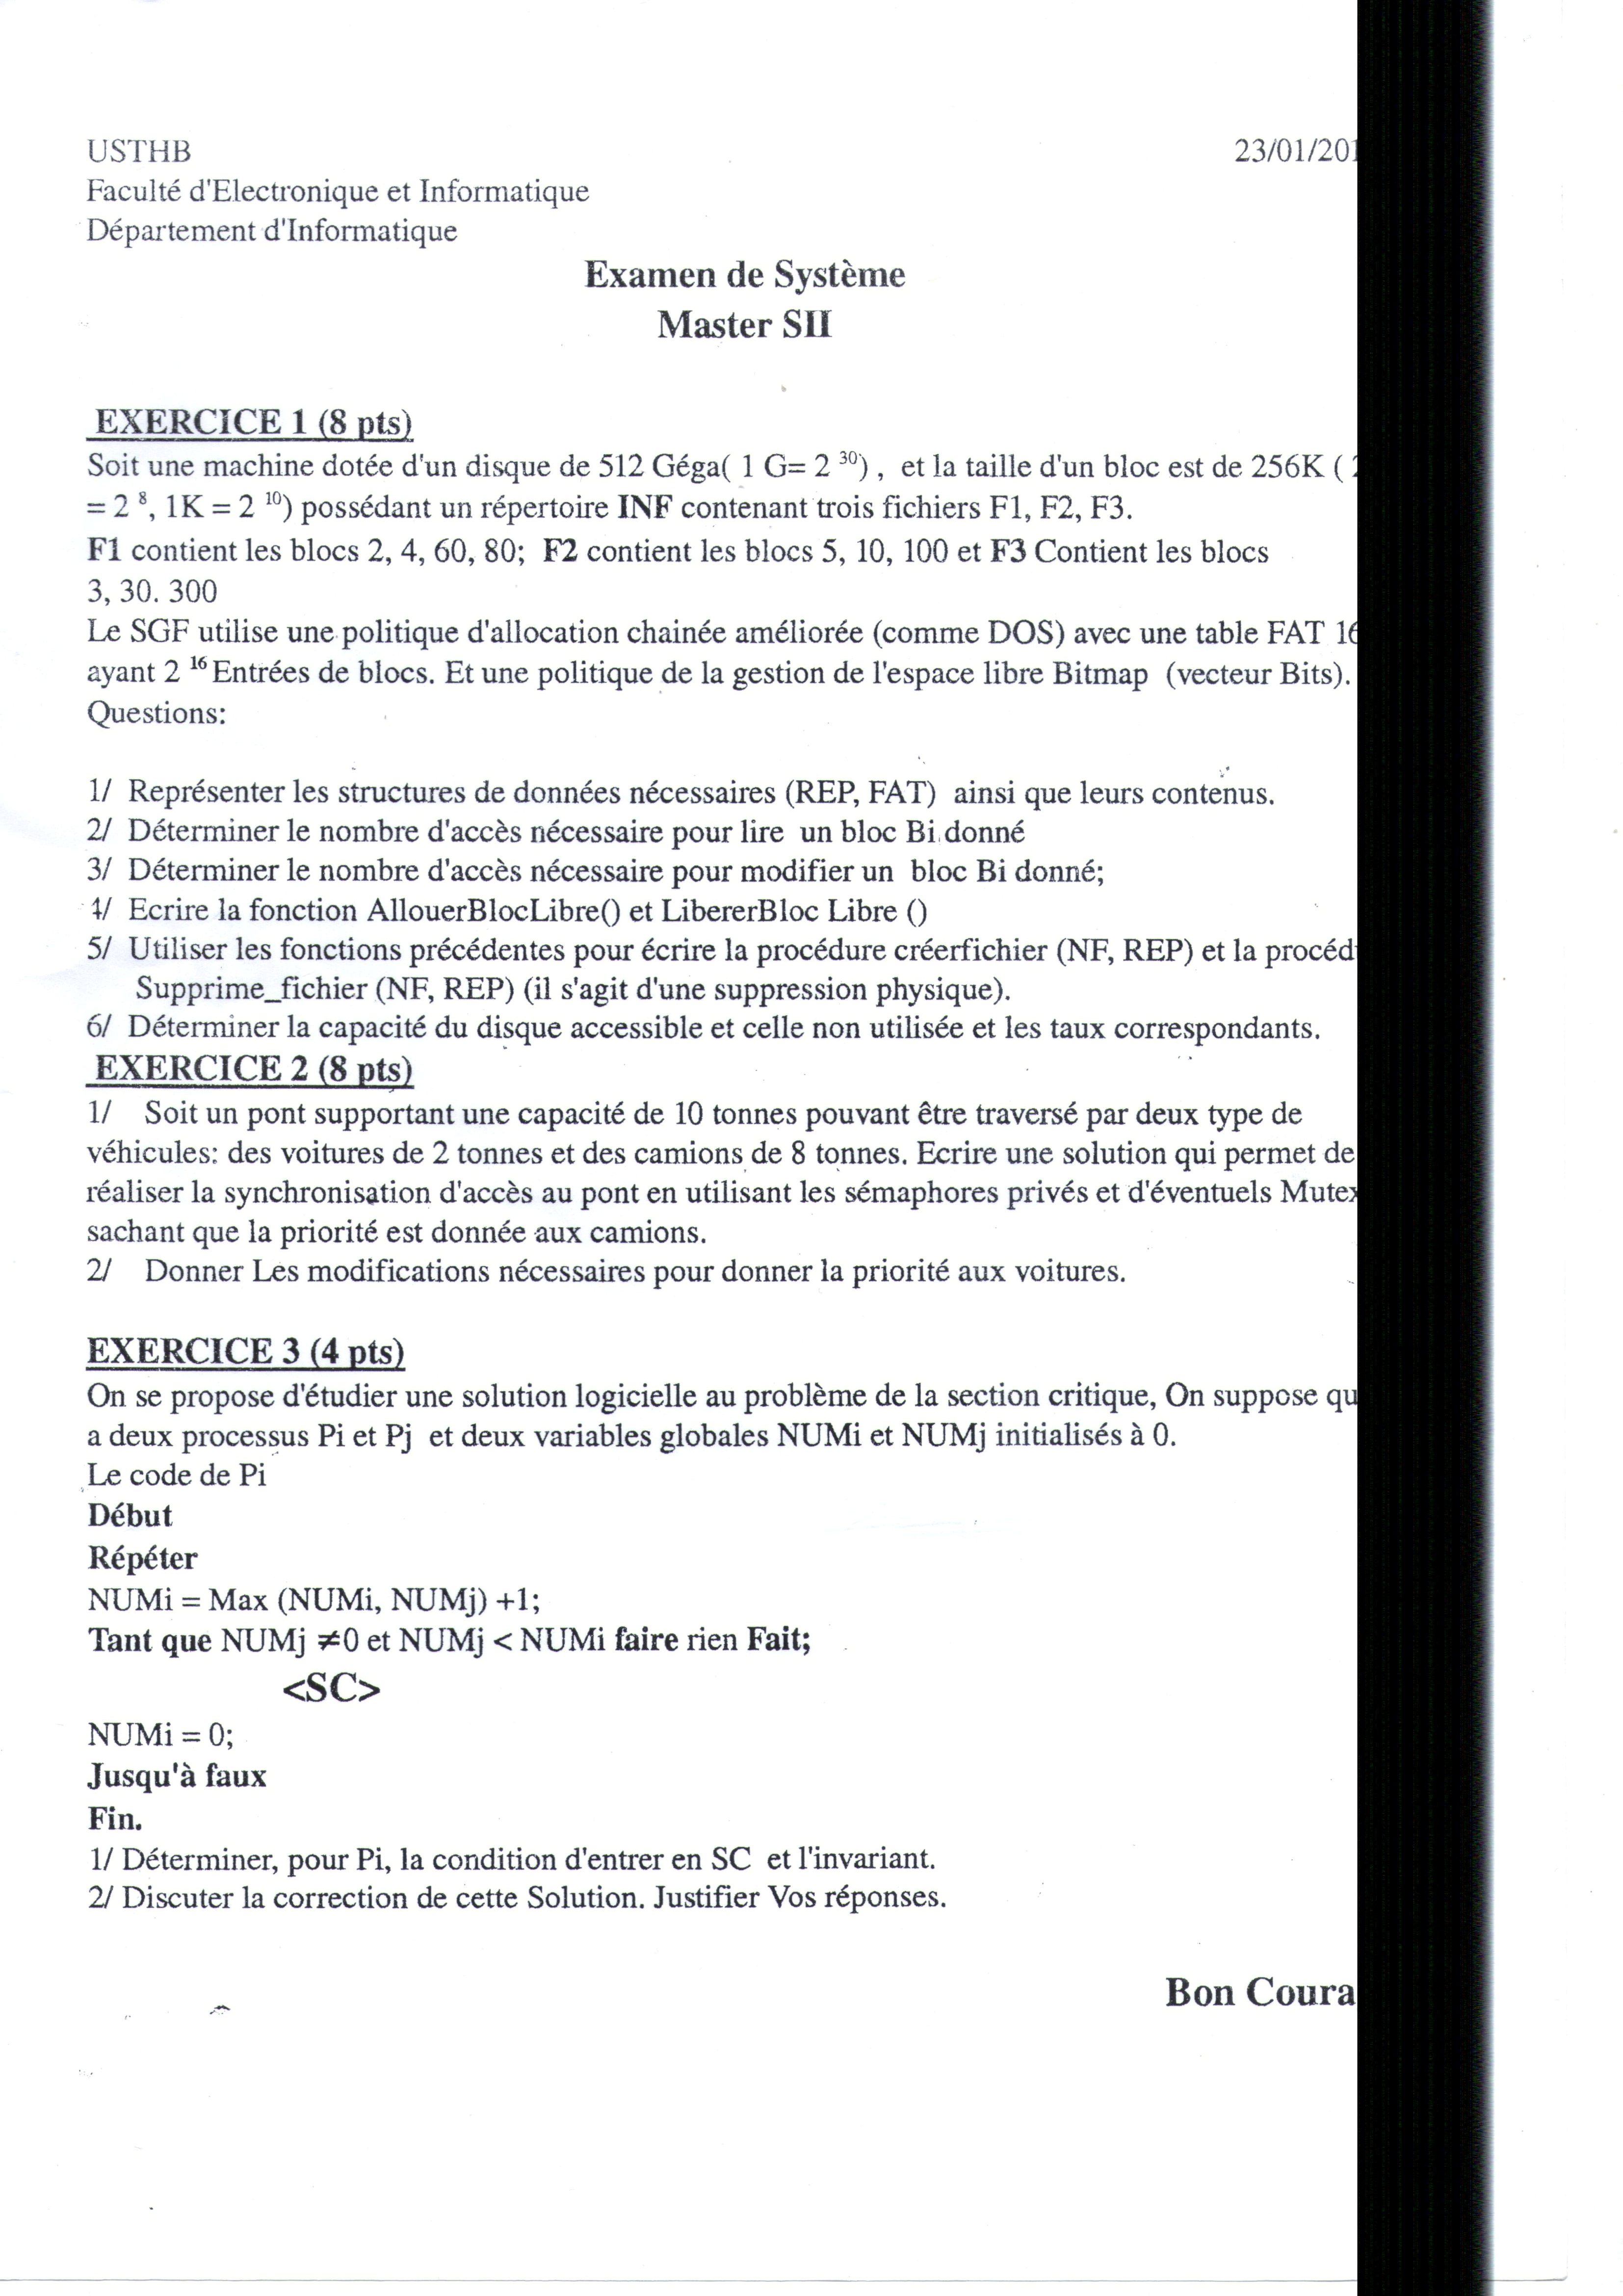 USTHB 23/01/201
Faculté d'Electronique et Informatique
Département d'Informatique
Examen de Système
Master SII
EXERCICE 1 (8 pts)
Soit une machine dotée d'un disque de 512 Géga( 1 G= 2 30) , et la taille d'un bloc est de 256K (
= 2 8, 1K = 2 10) possédant un répertoire INF contenant trois fichiers F1, F2, F3.
F1 contient les blocs 2, 4, 60, 80; F2 contient les blocs 5, 10, 100 et F3 Contient les blocs
3, 30. 300
Le SGF utilise une politique d'allocation chainée améliorée (comme DOS) avec une table FAT 16
ayant 2 16 Entrées de blocs. Et une politique de la gestion de l'espace libre Bitmap (vecteur Bits).
Questions:
1/ Représenter les structures de données nécessaires (REP, FAT) ainsi que leurs contenus.
2/ Déterminer le nombre d'accès nécessaire pour lire un bloc Bi donné
3/ Déterminer le nombre d'accès nécessaire pour modifier un bloc Bi donné;
4/ Ecrire la fonction AllouerBlocLibre() et LibererBloc Libre ()
5/ Utiliser les fonctions précédentes pour écrire la procédure créerfichier (NF, REP) et la procéd
Supprime_fichier (NF, REP) (il s'agit d'une suppression physique).
6/ Déterminer la capacité du disque accessible et celle non utilisée et les taux correspondants.
EXERCICE 2 (8 pts)
1/ Soit un pont supportant une capacité de 10 tonnes pouvant être traversé par deux type de
véhicules: des voitures de 2 tonnes et des camions de 8 tonnes. Ecrire une solution qui permet de
réaliser la synchronisation d'accès au pont en utilisant les sémaphores privés et d'éventuels Mutex
sachant que la priorité est donnée aux camions.
2/ Donner Les modifications nécessaires pour donner la priorité aux voitures.
EXERCICE 3 (4 pts)
On se propose d'étudier une solution logicielle au problème de la section critique, On suppose qu
a deux processus Pi et Pj et deux variables globales NUMi et NUMj initialisés à 0.
Le code de Pi
Début
Répéter
NUMi = Max (NUMi, NUMj) +1;
Tant que NUMj ≠0 et NUMj < NUMi faire rien Fait;
<SC>
NUMi = 0;
Jusqu'à faux
Fin.
1/ Déterminer, pour Pi, la condition d'entrer en SC et l'invariant.
2/ Discuter la correction de cette Solution. Justifier Vos réponses.
Bon Coura